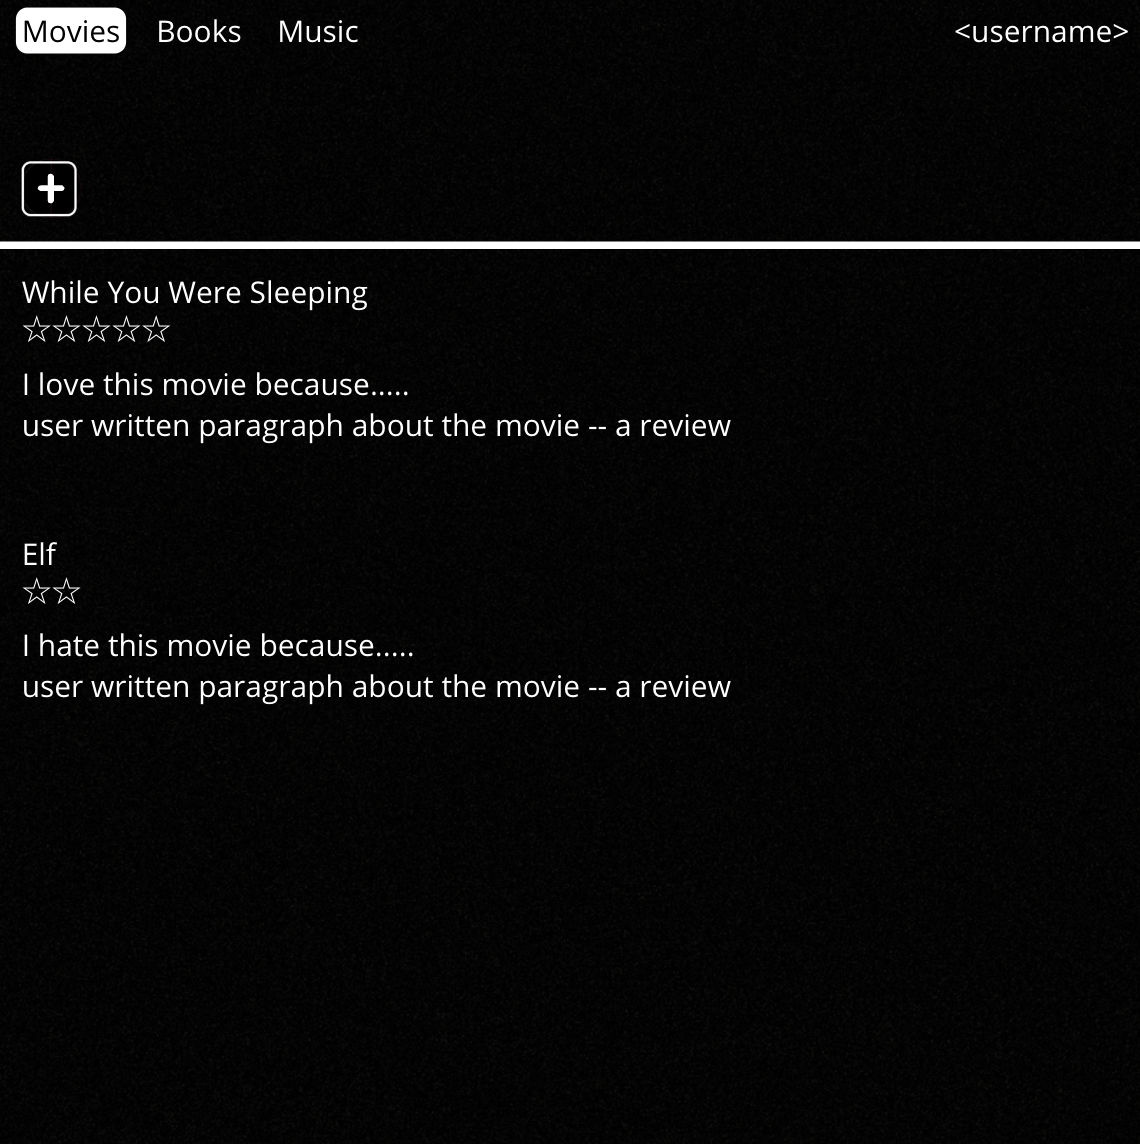 Movies Books Music <username>
While You Were Sleeping
☆☆☆☆☆
I love this movie because.....
user written paragraph about the movie -- a review
Elf
☆☆
I hate this movie because.....
user written paragraph about the movie -- a review